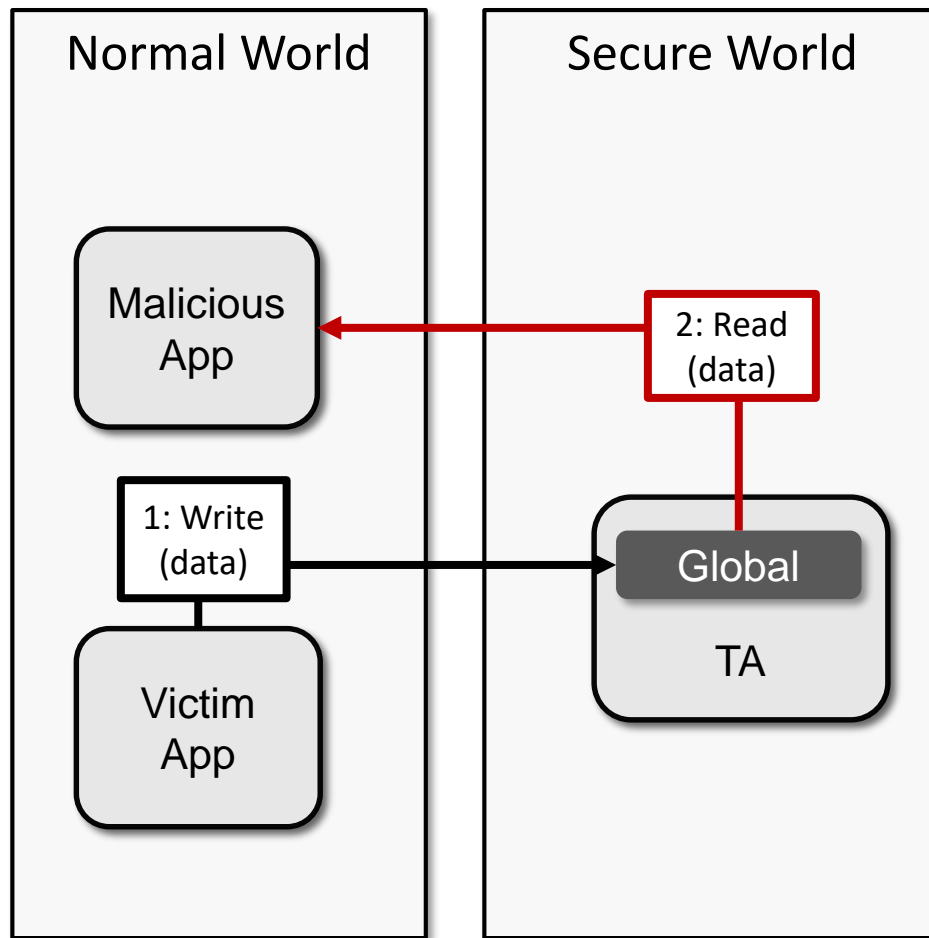 Normal World
Secure World
Malicious
App
2: Read
(data)
1: Write
(data)
Global
TA
Victim
App